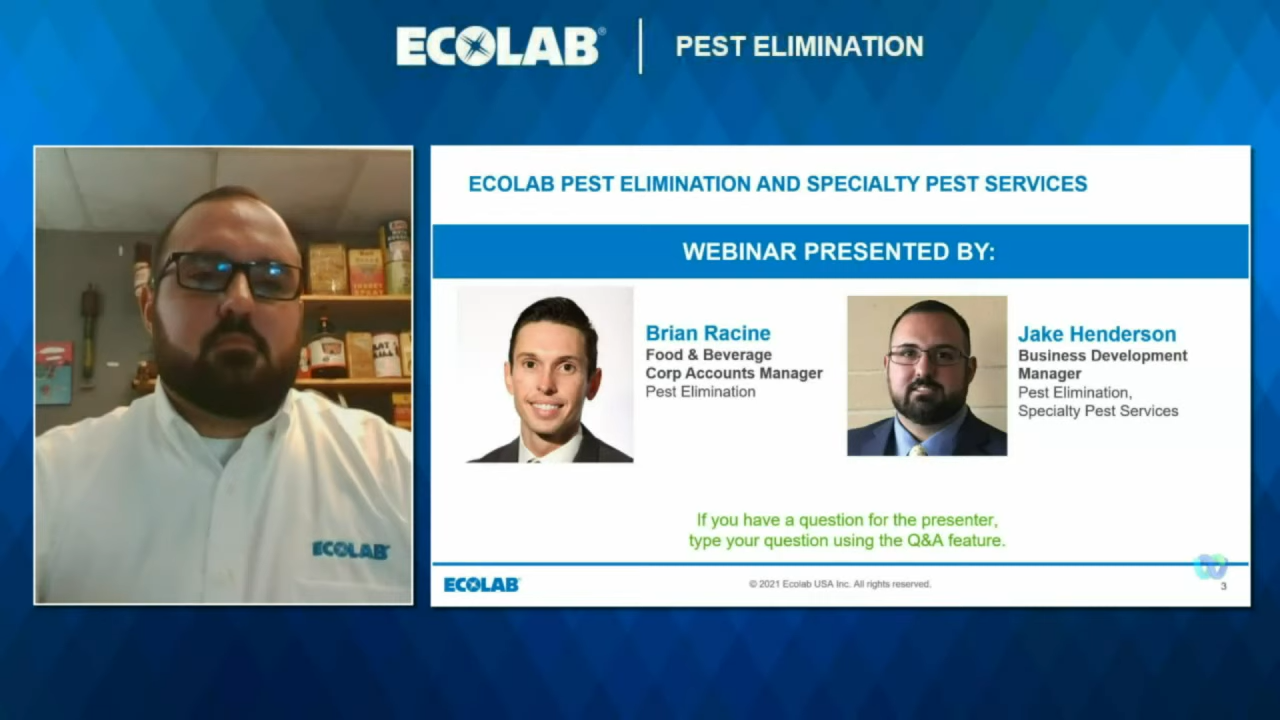 ECOLAB®
PEST ELIMINATION
ECOLAB PEST ELIMINATION AND SPECIALTY PEST SERVICES
WEBINAR PRESENTED BY:
Brian Racine
Food & Beverage
Corp Accounts Manager
Pest Elimination
Jake Henderson
Business Development
Manager
Pest Elimination,
Specialty Pest Services
If you have a question for the presenter,
type your question using the Q&A feature.
ECOLAB
© 2021 Ecolab USA Inc. All rights reserved.
3
ECOLAB